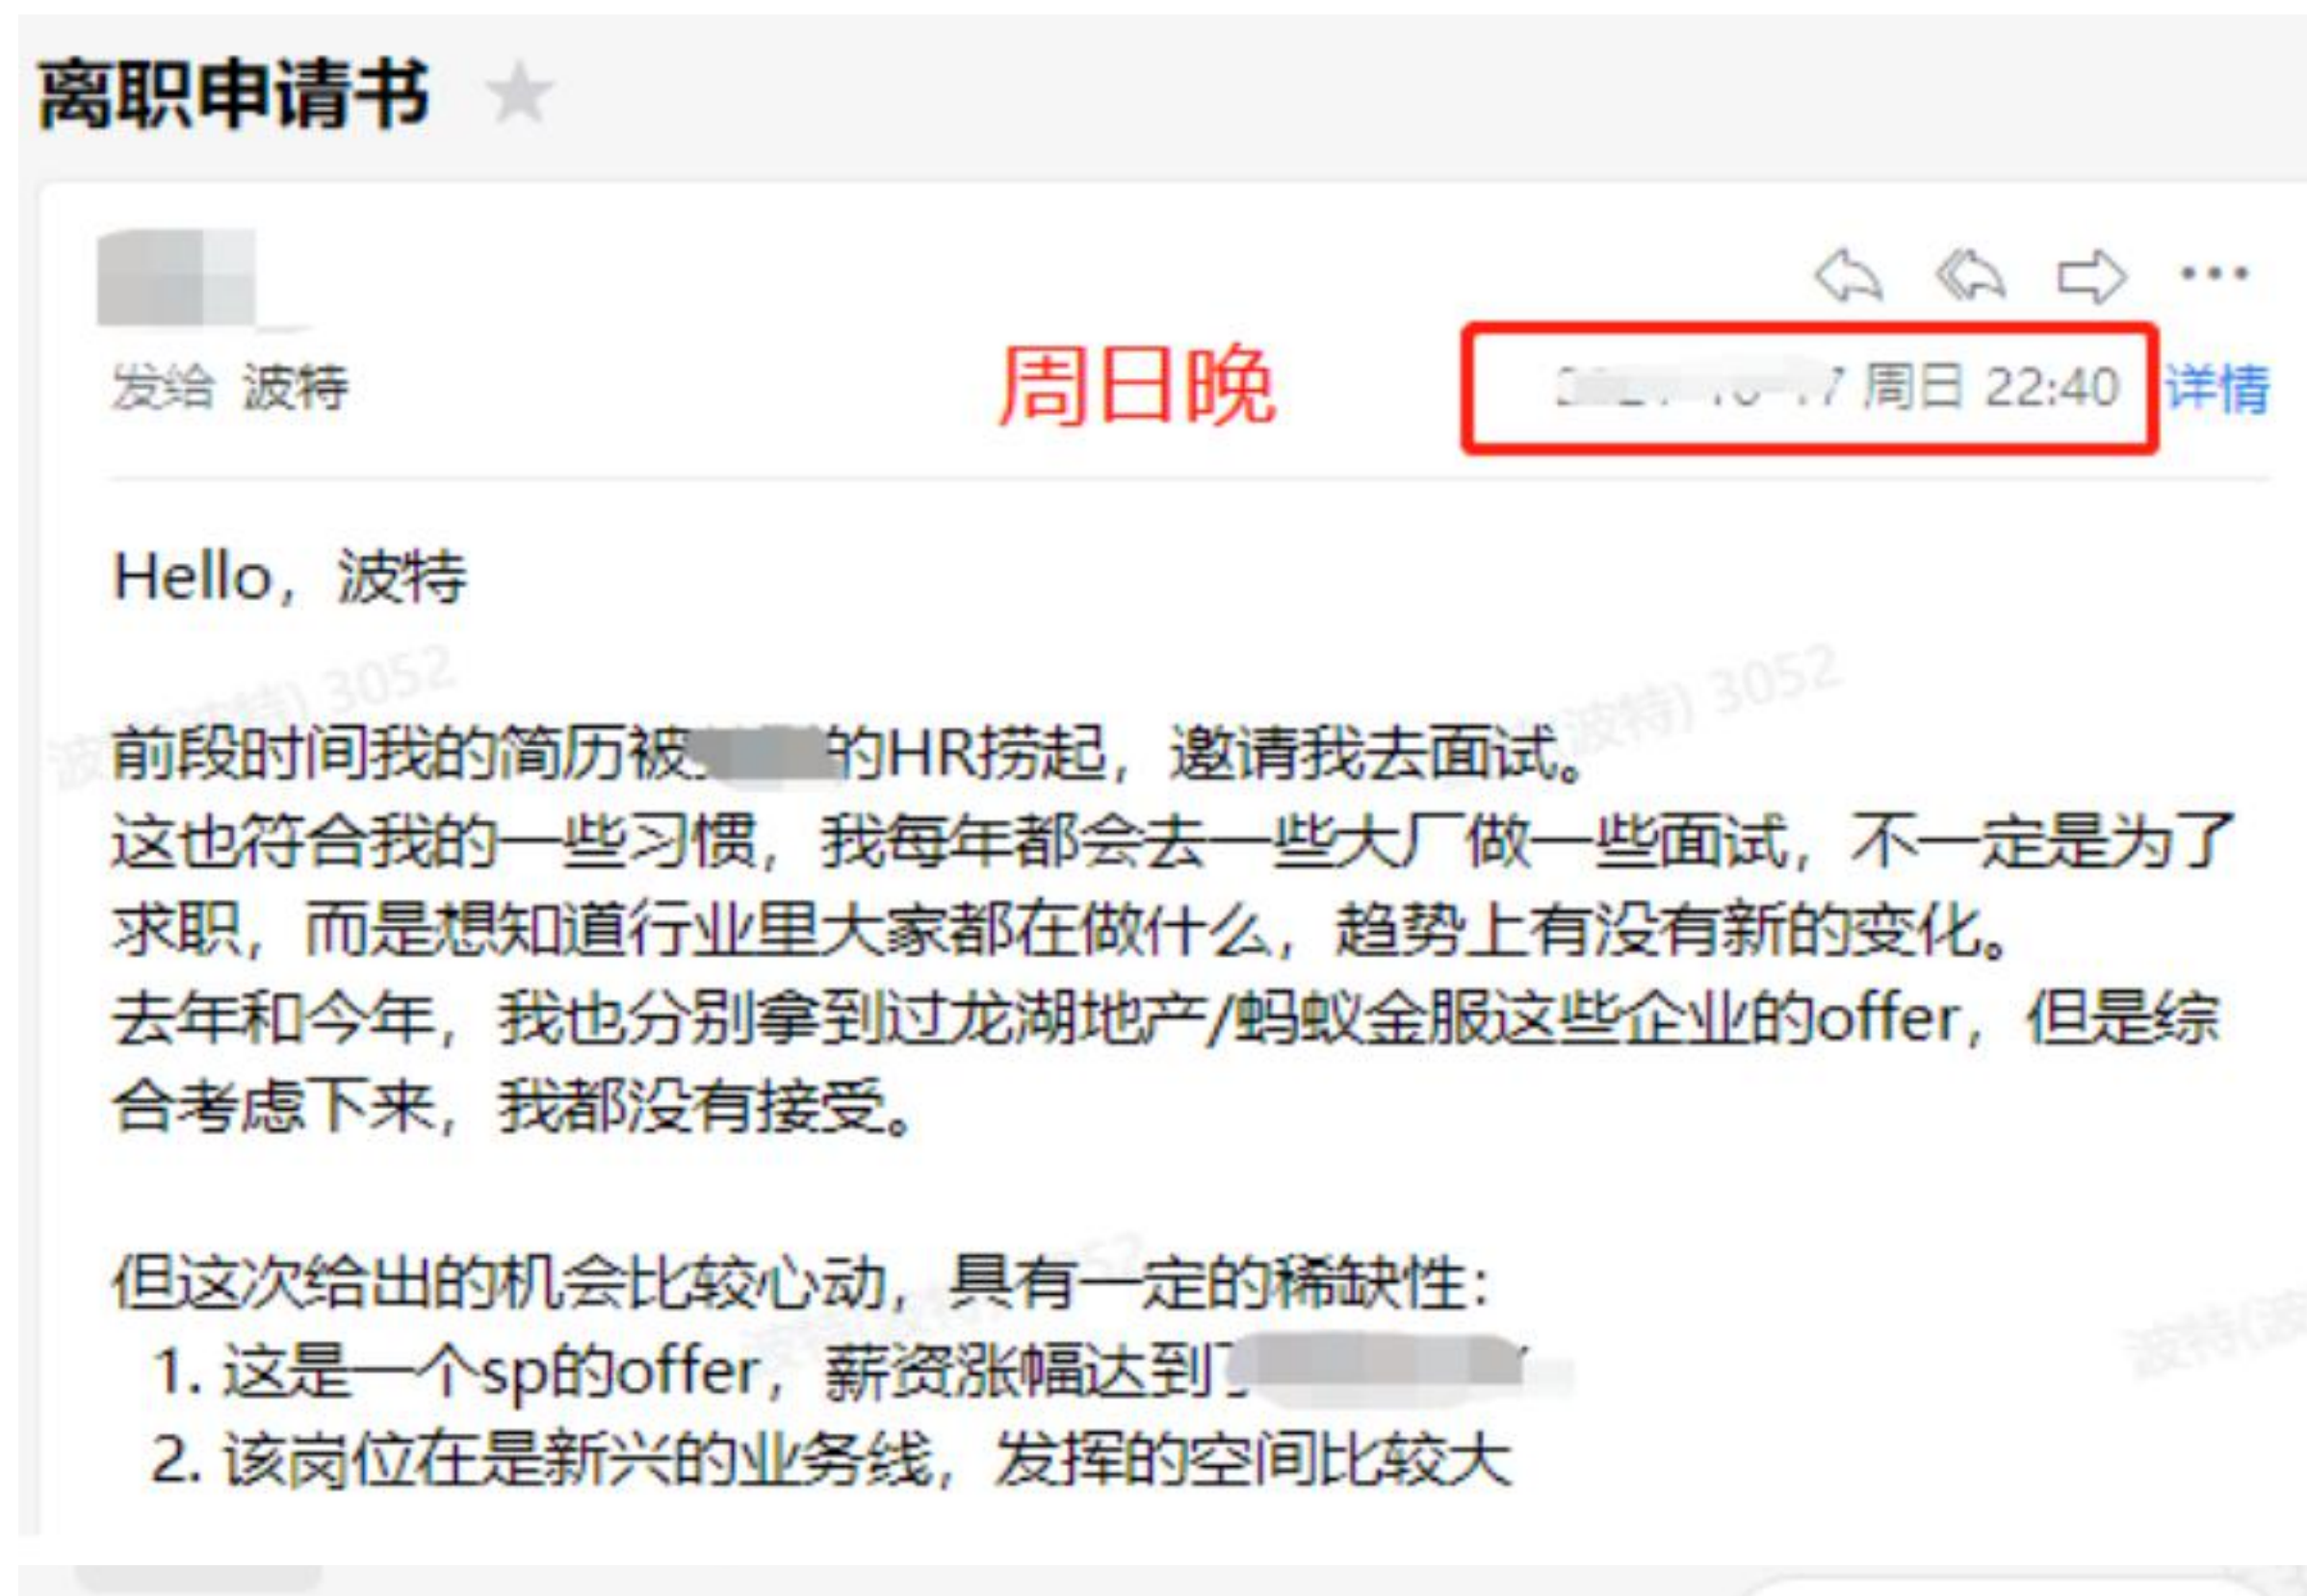 离职申请书
发给 波特
周日晚
周日 22:40 详情
Hello，波特
前段时间我的简历被的HR捞起，邀请我去面试。
这也符合我的一些习惯，我每年都会去一些大厂做一些面试，不一定是为了
求职，而是想知道行业里大家都在做什么，趋势上有没有新的变化。
去年和今年，我也分别拿到过龙湖地产/蚂蚁金服这些企业的offer，但是综
合考虑下来，我都没有接受。
但这次给出的机会比较心动，具有一定的稀缺性：
1. 这是一个sp的offer，薪资涨幅达到
2. 该岗位在是新兴的业务线，发挥的空间比较大